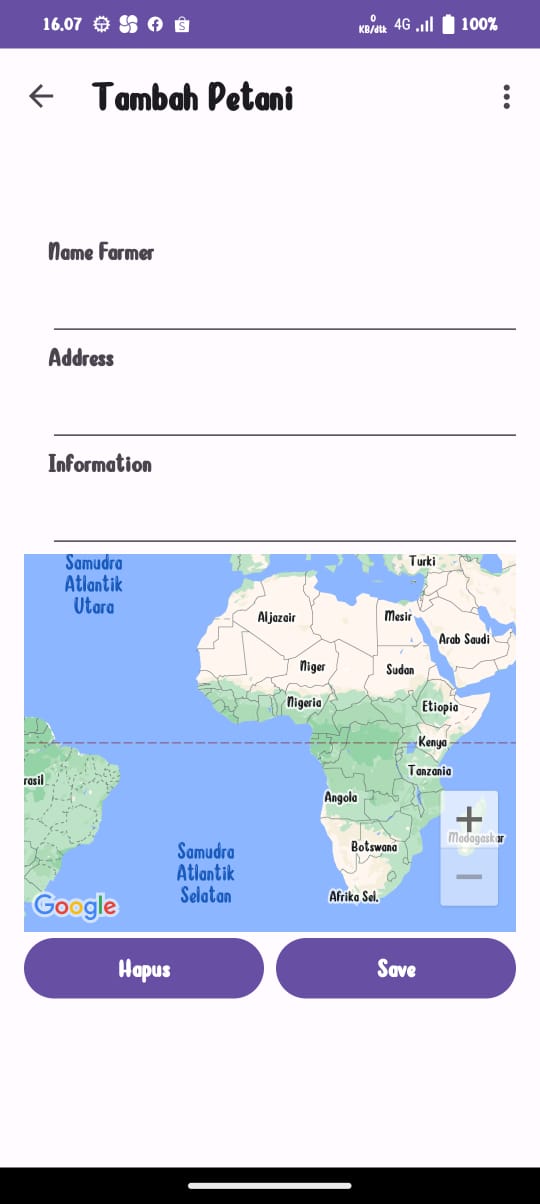 16.07
0
KB/dtk
4G
100%
Tambah Petani
Name Farmer
Address
Information
Samudra
Atlantik
Utara
Turki
Aljazair
Mesir
Arab Saudi
Niger
Sudan
Nigeria
Etiopia
Kenya
rasil
Tanzania
Angola
Madagaskar
Botswana
Samudra
Atlantik
Selatan
Afrika Sel.
Google
Hapus
Save